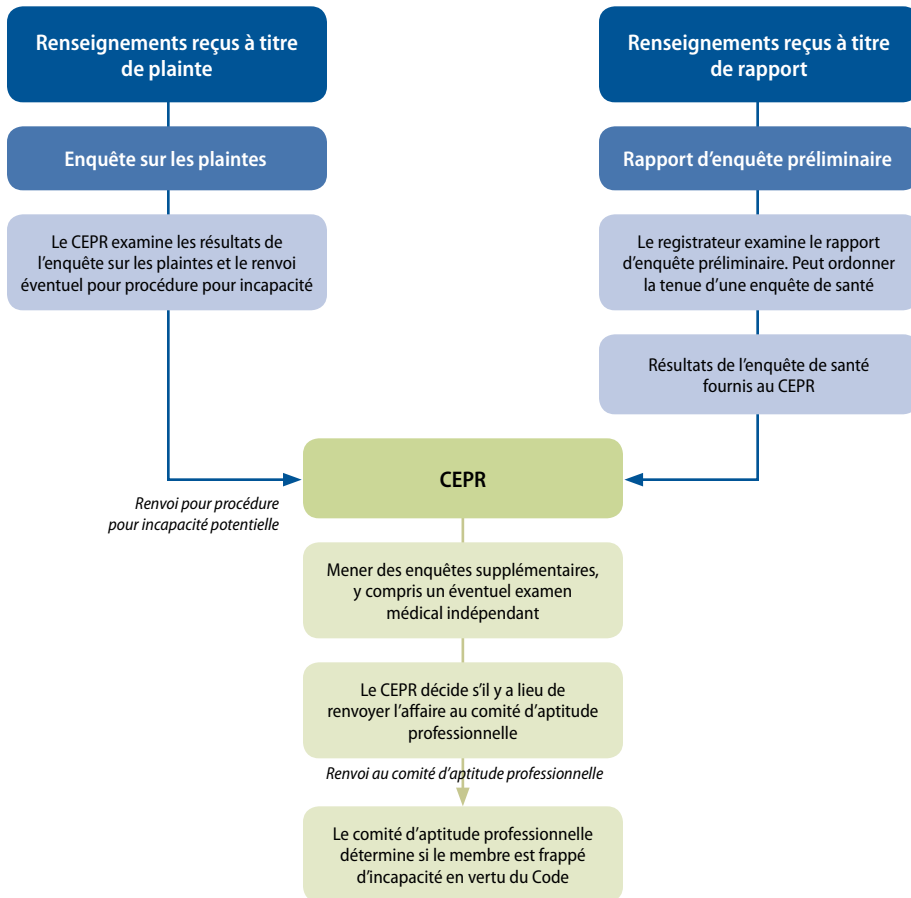 Renseignements reçus à titre
de plainte
Enquête sur les plaintes
Le CEPR examine les résultats de
l'enquête sur les plaintes et le renvoi
éventuel pour procédure pour incapacité
Renseignements reçus à titre
de rapport
Rapport d'enquête préliminaire
Le registrateur examine le rapport
d'enquête préliminaire. Peut ordonner
la tenue d'une enquête de santé
Résultats de l'enquête de santé
fournis au CEPR
Renvoi pour procédure
pour incapacité potentielle
CEPR
Mener des enquêtes supplémentaires,
y compris un éventuel examen
médical indépendant
Le CEPR décide s'il y a lieu de
renvoyer l'affaire au comité d'aptitude
professionnelle
Renvoi au comité d'aptitude professionnelle
Le comité d'aptitude professionnelle
détermine si le membre est frappé
d'incapacité en vertu du Code